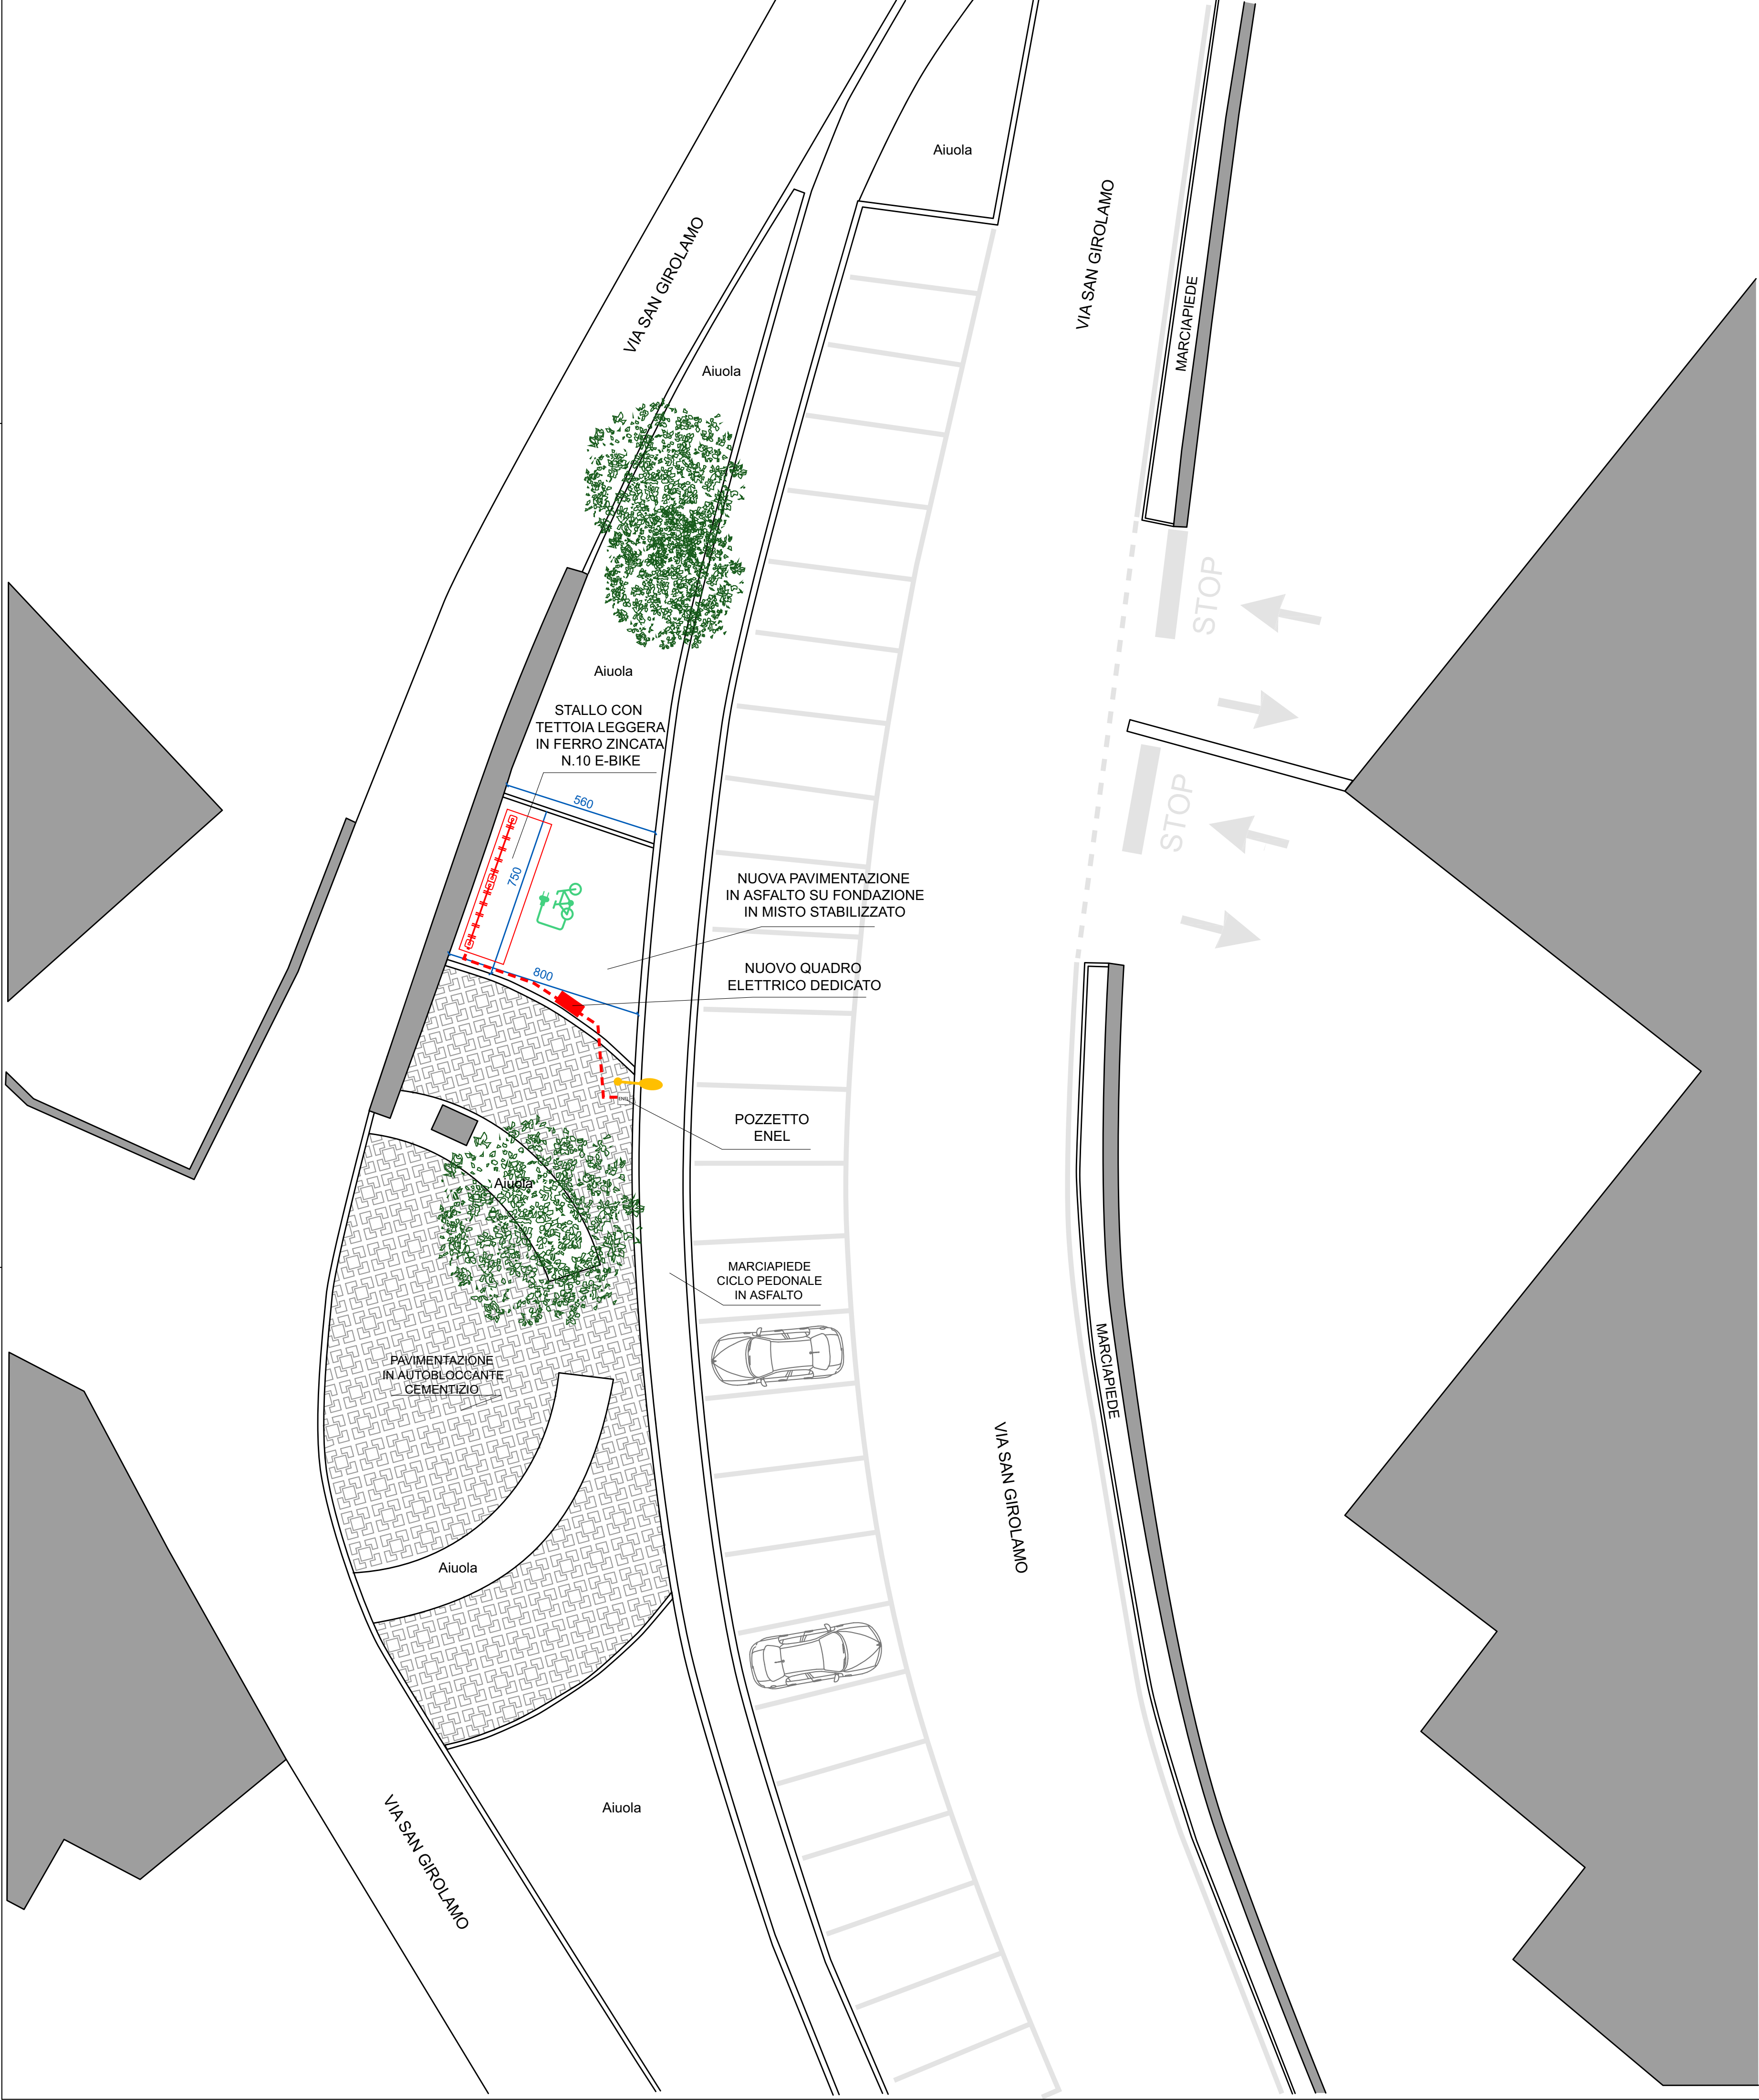 Aiuola
VIA SAN GIROLAMO
VIA SAN GIROLAMO
MARCIAPIEDE
Aiuola
STOP
Aiuola
STALLO CON
TETTOIA LEGGERA
IN FERRO ZINCATA
N.10 E-BIKE
560
STOP
750
NUOVA PAVIMENTAZIONE
IN ASFALTO SU FONDAZIONE
IN MISTO STABILIZZATO
800
NUOVO QUADRO
ELETTRICO DEDICATO
ENEL
POZZETTO
ENEL
Aiuola
MARCIAPIEDE
CICLO PEDONALE
IN ASFALTO
MARCIAPIEDE
PAVIMENTAZIONE
IN AUTOBLOCCANTE
CEMENTIZIO
VIA SAN GIROLAMO
Aiuola
Aiuola
VIA SAN GIROLAMO